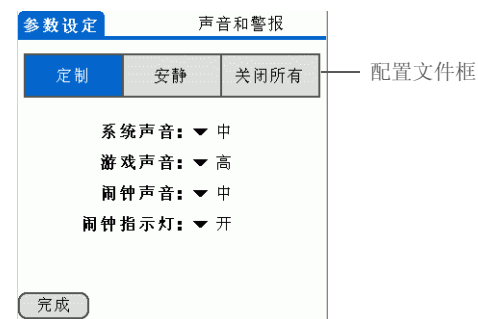 参数设定 声音和警报
定制 安静 关闭所有 配置文件框
系统声音: 中
游戏声音: 高
闹钟声音: 中
闹钟指示灯: 开
完成